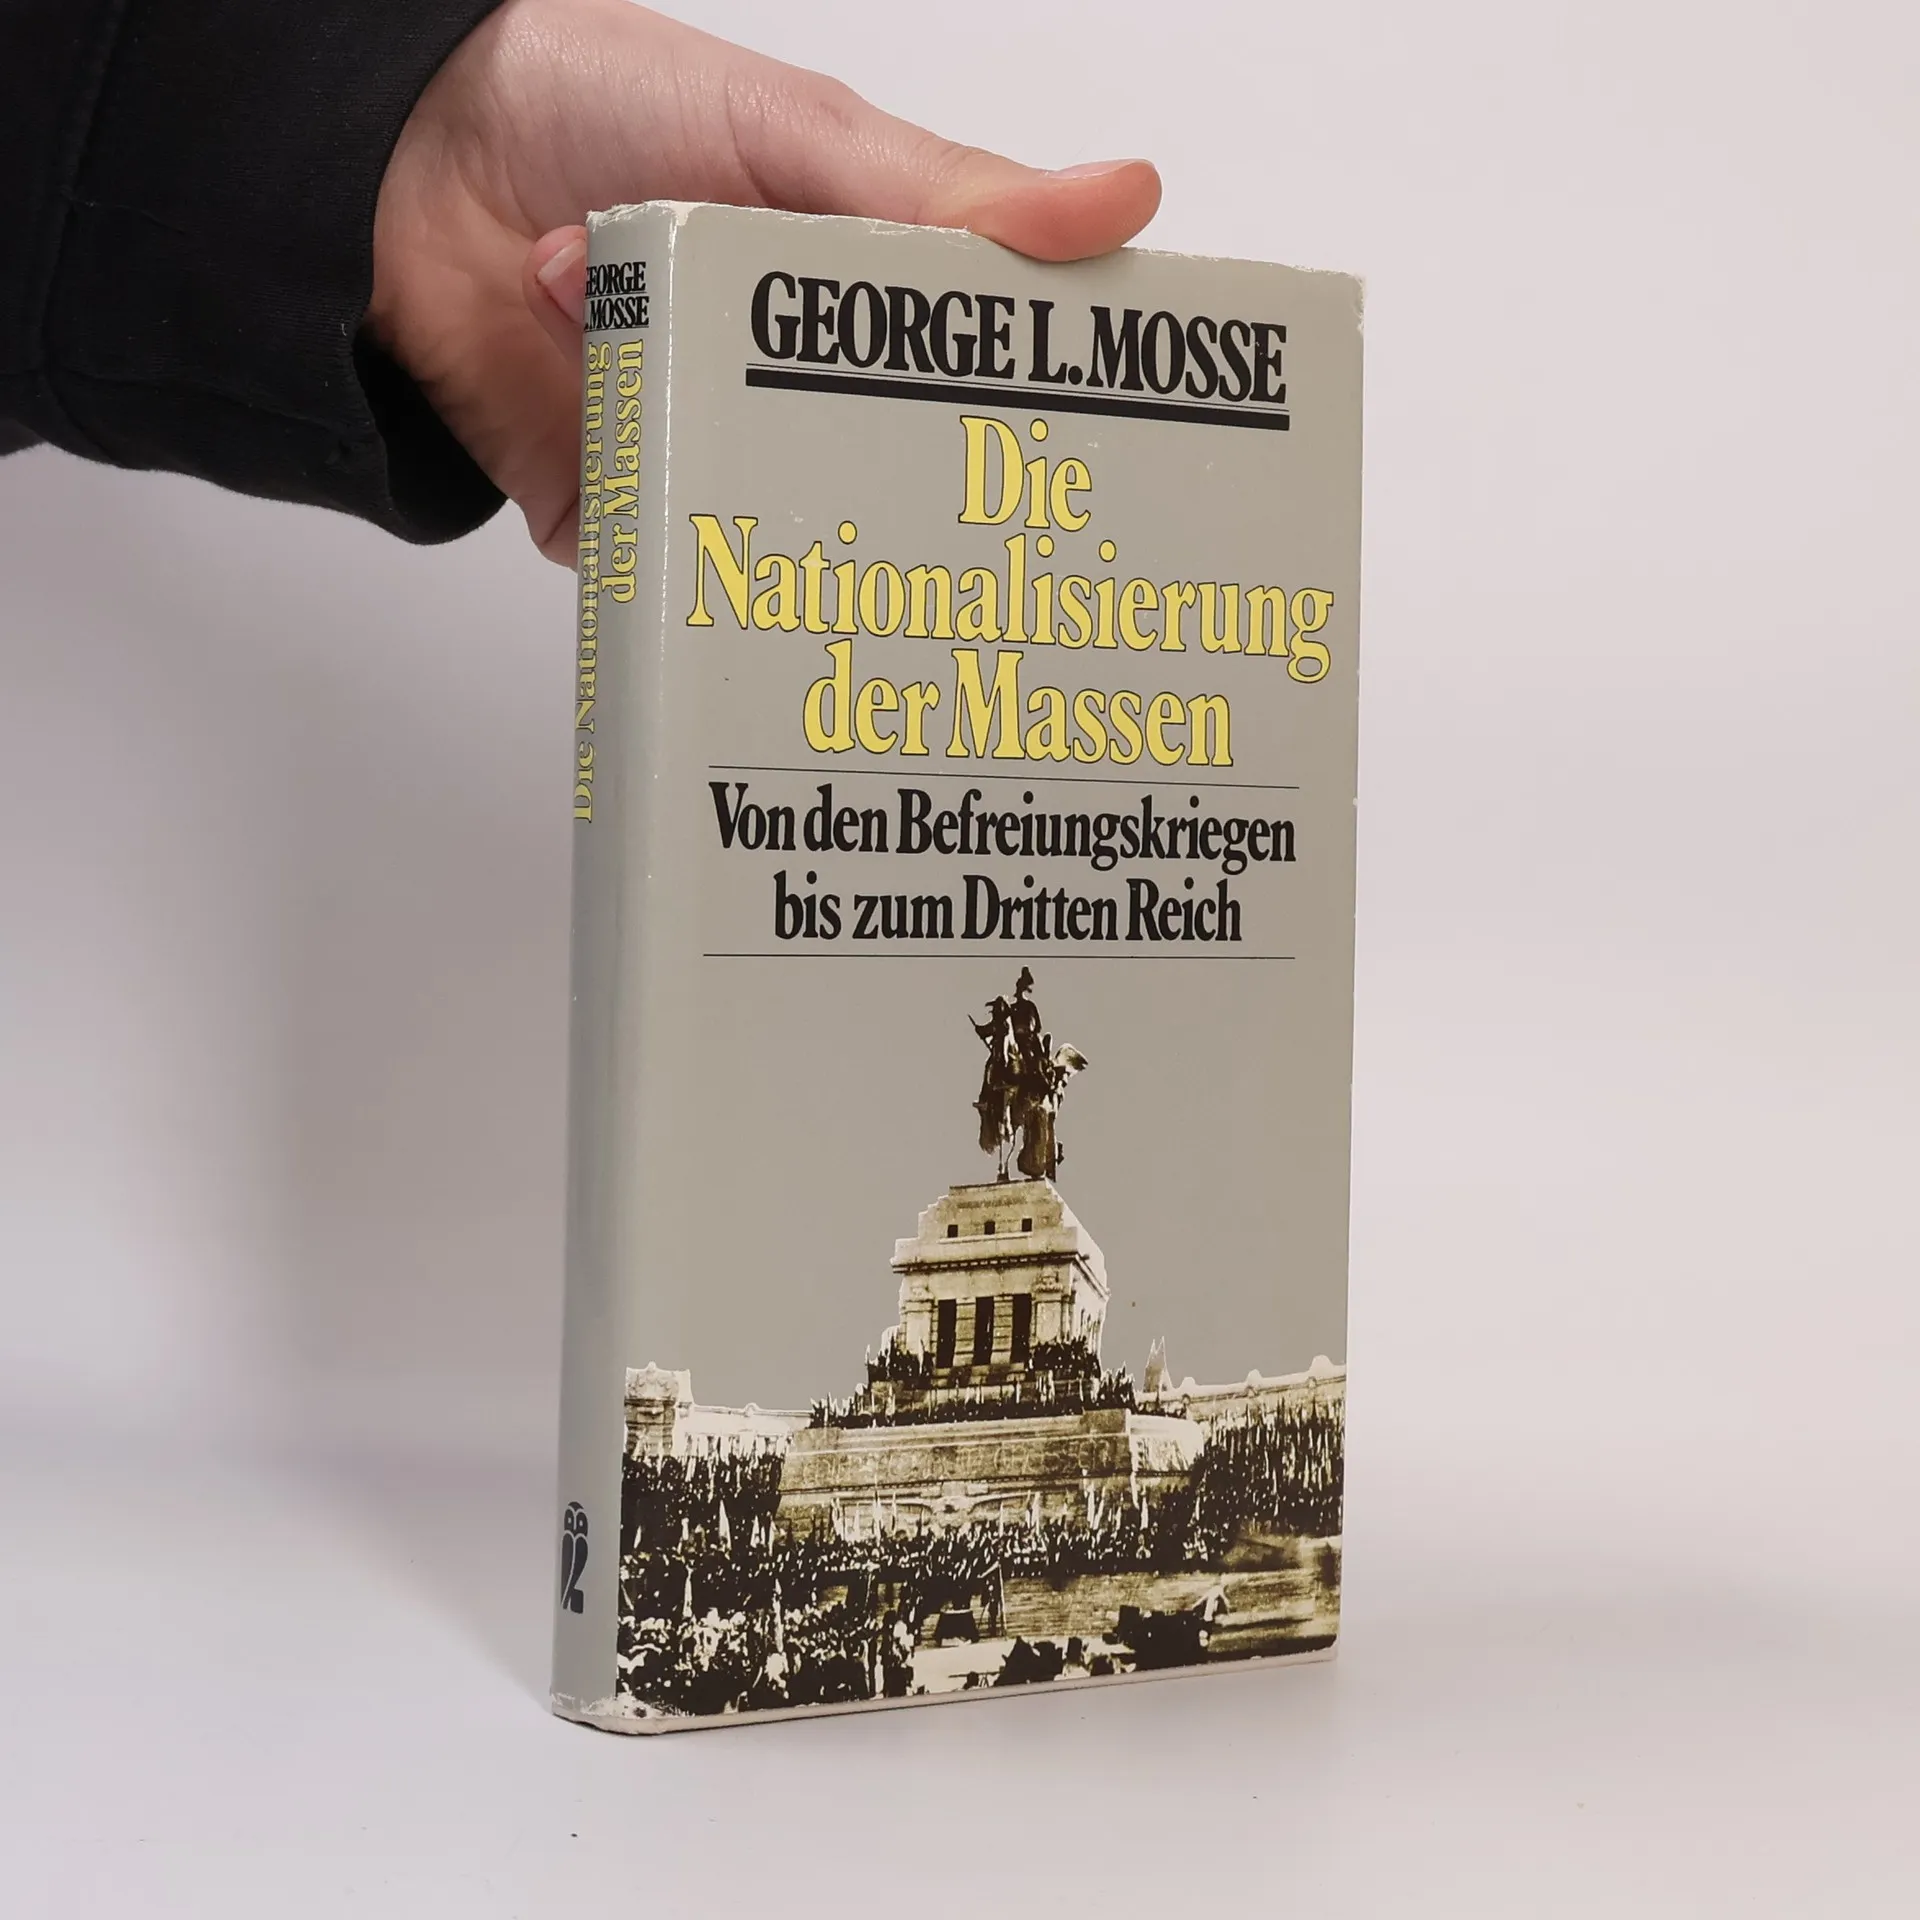 GEORGE L. MOSSE
Die
Nationalisierung
der Massen
Von den Befreiungskriegen
bis zum Dritten Reich
GEORGE
L. MOSSE
Die Nationalisierung
der Massen